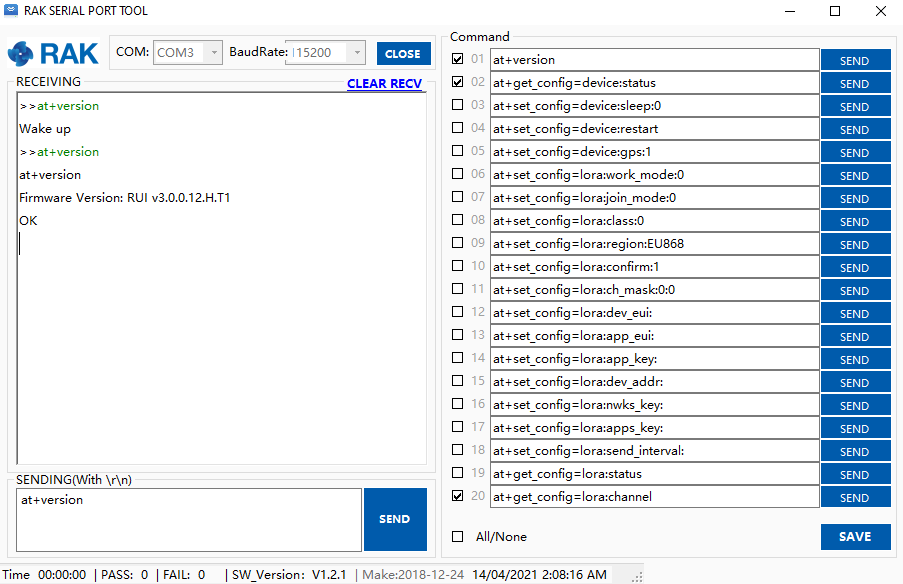 RAK SERIAL PORT TOOL
RAK
COM: COM3 BaudRate: 115200 CLOSE
RECEIVING
CLEAR RECV
>>at+version
Wake up
>>at+version
at+version
Firmware Version: RUI v3.0.0.12.H.T1
OK
SENDING(With \r\n)
at+version
SEND
Command
01 at+version SEND
02 at+get_config=device:status SEND
03 at+set_config=device:sleep:0 SEND
04 at+set_config=device:restart SEND
05 at+set_config=device:gps:1 SEND
06 at+set_config=lora:work_mode:0 SEND
07 at+set_config=lora:join_mode:0 SEND
08 at+set_config=lora:class:0 SEND
09 at+set_config=lora:region:EU868 SEND
10 at+set_config=lora:confirm:1 SEND
11 at+set_config=lora:ch_mask:0:0 SEND
12 at+set_config=lora:dev_eui: SEND
13 at+set_config=lora:app_eui: SEND
14 at+set_config=lora:app_key: SEND
15 at+set_config=lora:dev_addr: SEND
16 at+set_config=lora:nwks_key: SEND
17 at+set_config=lora:apps_key: SEND
18 at+set_config=lora:send_interval: SEND
19 at+get_config=lora:status SEND
20 at+get_config=lora:channel SEND
All/None SAVE
Time 00:00:00 | PASS: 0 | FAIL: 0 | SW_Version: V1.2.1 | Make:2018-12-24 14/04/2021 2:08:16 AM